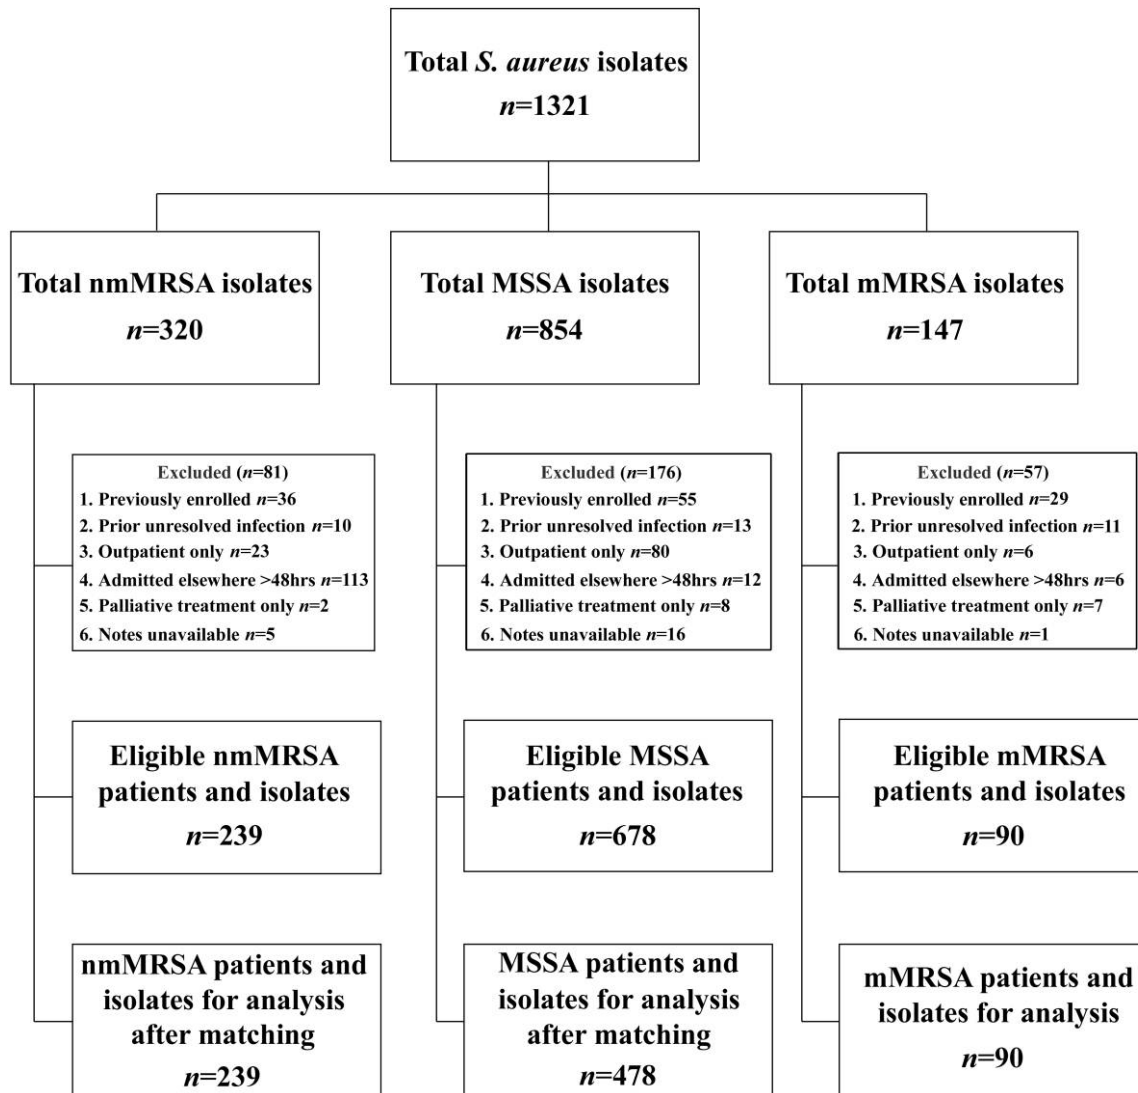 Total S. aureus isolates
n=1321
Total nmMRSA isolates
n=320
Total MSSA isolates
n=854
Total mMRSA isolates
n=147
Excluded (n=81)
1. Previously enrolled n=36
2. Prior unresolved infection n=10
3. Outpatient only n=23
4. Admitted elsewhere >48hrs n=113
5. Palliative treatment only n=2
6. Notes unavailable n=5
Excluded (n=176)
1. Previously enrolled n=55
2. Prior unresolved infection n=13
3. Outpatient only n=80
4. Admitted elsewhere >48hrs n=12
5. Palliative treatment only n=8
6. Notes unavailable n=16
Excluded (n=57)
1. Previously enrolled n=29
2. Prior unresolved infection n=11
3. Outpatient only n=6
4. Admitted elsewhere >48hrs n=6
5. Palliative treatment only n=7
6. Notes unavailable n=1
Eligible nmMRSA
patients and isolates
n=239
Eligible MSSA
patients and isolates
n=678
Eligible mMRSA
patients and isolates
n=90
nmMRSA patients and
isolates for analysis
after matching
n=239
MSSA patients and
isolates for analysis
after matching
n=478
mMRSA patients and
isolates for analysis
n=90